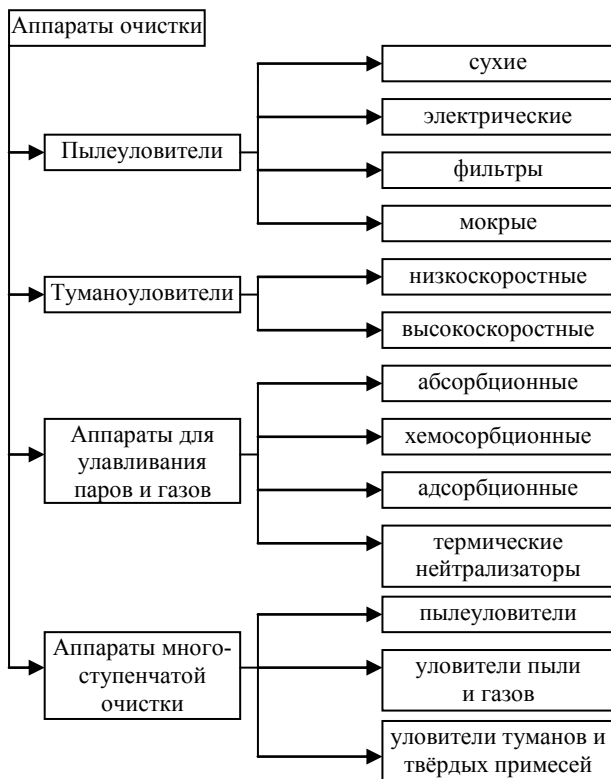 Аппараты очистки
Пылеуловители
сухие
электрические
фильтры
мокрые
Туманоуловители
низкоскоростные
высокоскоростные
Аппараты для
улавливания
паров и газов
абсорбционные
хемосорбционные
адсорбционные
термические
нейтрализаторы
Аппараты много-
ступенчатой
очистки
пылеуловители
уловители пыли
и газов
уловители туманов и
твёрдых примесей